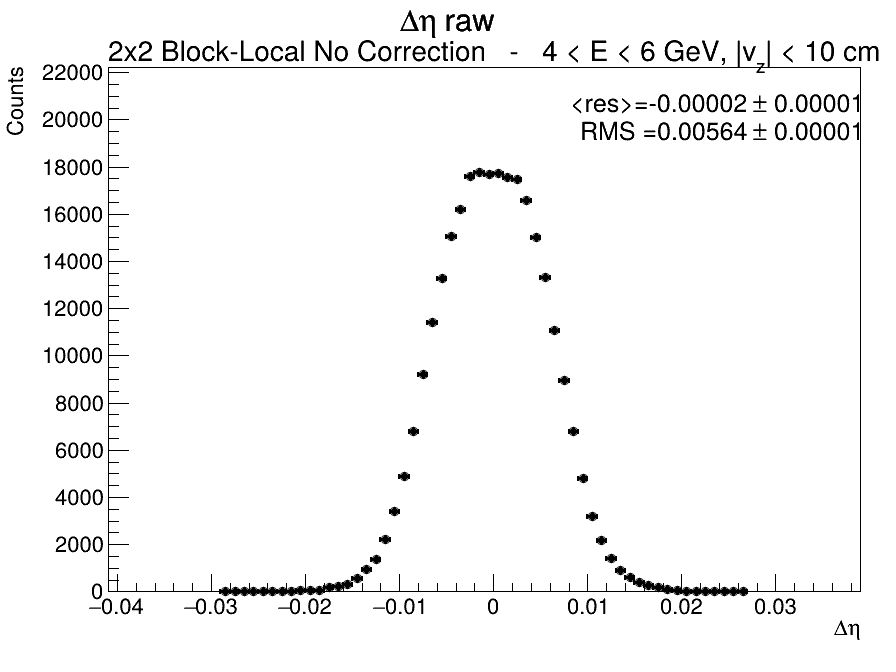 Δη raw
2x2 Block-Local No Correction - 4 < E < 6 GeV, |v_z| < 10 cm
Counts
<res>=-0.00002 ± 0.00001
RMS =0.00564 ± 0.00001
22000
20000
18000
16000
14000
12000
10000
8000
6000
4000
2000
0
−0.04 −0.03 −0.02 −0.01 0 0.01 0.02 0.03
Δη